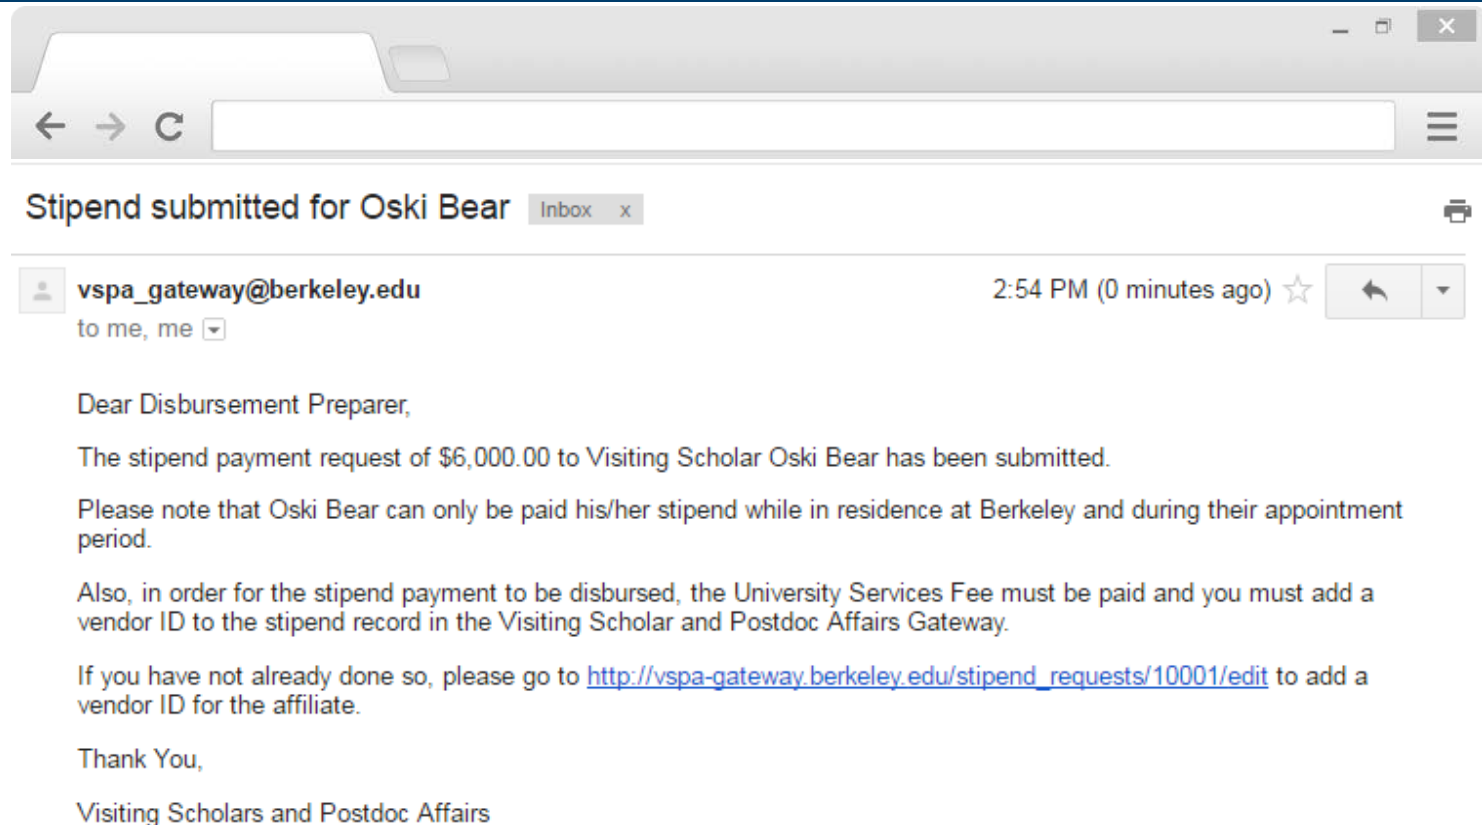 Stipend submitted for Oski Bear Inbox x
vspa_gateway@berkeley.edu 2:54 PM (0 minutes ago)
to me, me
Dear Disbursement Preparer,
The stipend payment request of $6,000.00 to Visiting Scholar Oski Bear has been submitted.
Please note that Oski Bear can only be paid his/her stipend while in residence at Berkeley and during their appointment
period.
Also, in order for the stipend payment to be disbursed, the University Services Fee must be paid and you must add a
vendor ID to the stipend record in the Visiting Scholar and Postdoc Affairs Gateway.
If you have not already done so, please go to http://vspa-gateway.berkeley.edu/stipend_requests/10001/edit to add a
vendor ID for the affiliate.
Thank You,
Visiting Scholars and Postdoc Affairs